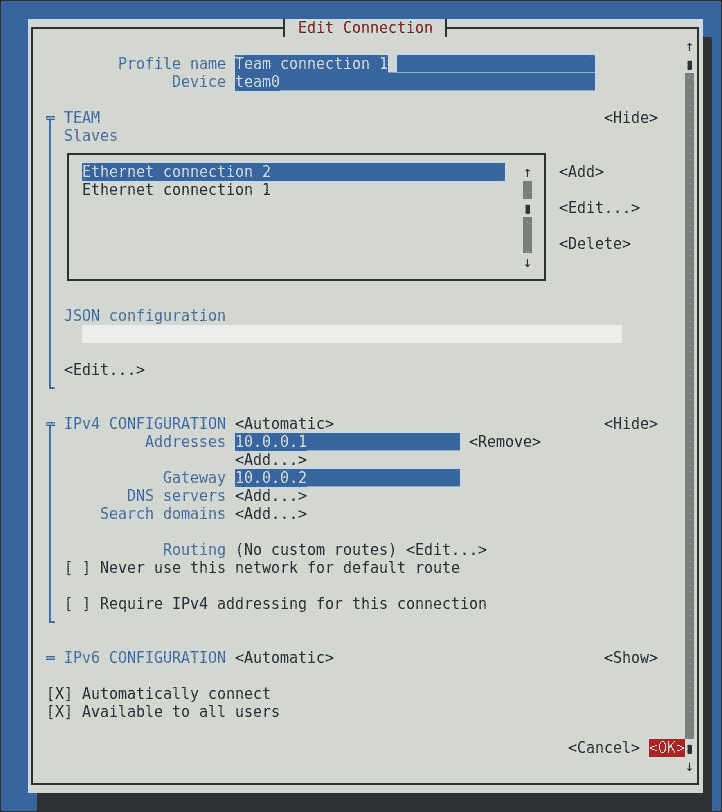 Edit Connection
Profile name Team connection 1
Device team0
TEAM <Hide>
Slaves
Ethernet connection 2 <Add>
Ethernet connection 1
<Edit...>
<Delete>
JSON configuration
<Edit...>
IPv4 CONFIGURATION <Automatic> <Hide>
Addresses 10.0.0.1 <Remove>
<Add...>
Gateway 10.0.0.2
DNS servers <Add...>
Search domains <Add...>
Routing (No custom routes) <Edit...>
[ ] Never use this network for default route
[ ] Require IPv4 addressing for this connection
IPv6 CONFIGURATION <Automatic> <Show>
[X] Automatically connect
[X] Available to all users
<Cancel> <OK>